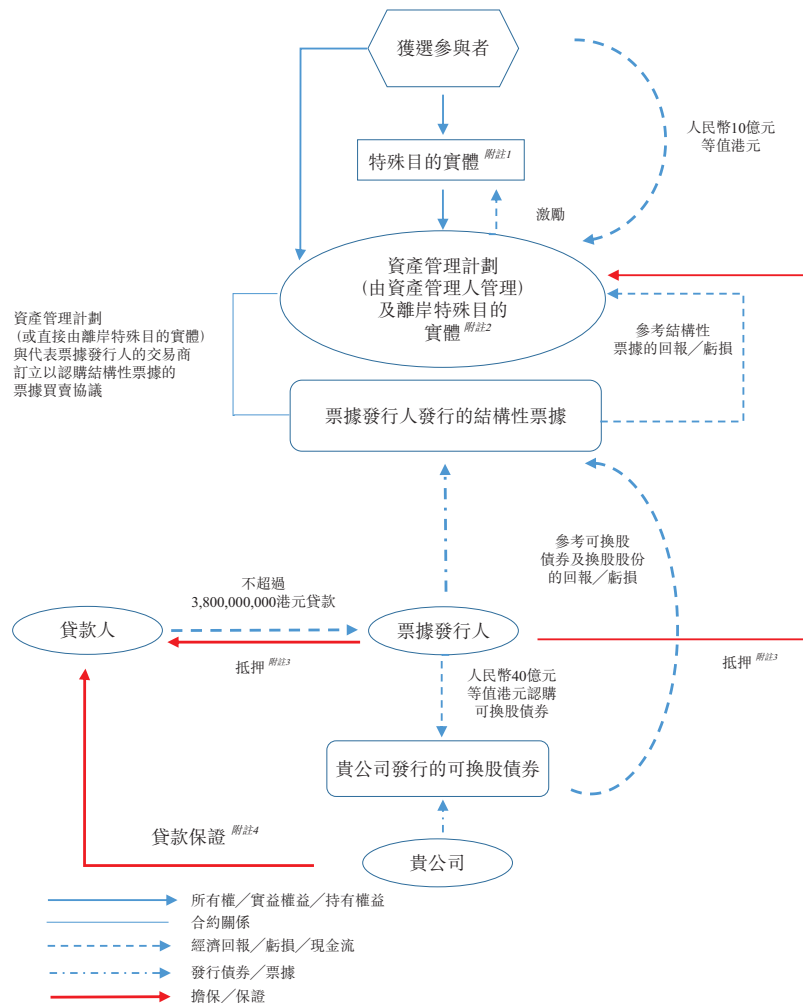 獲選參與者
人民幣10億元
等值港元
特殊目的實體 附註1
激勵
資產管理計劃
(由資產管理人管理)
及離岸特殊目的
實體 附註2
資產管理計劃
(或直接由離岸特殊目的實體)
與代表票據發行人的交易商
訂立以認購結構性票據的
票據買賣協議
參考結構性
票據的回報／虧損
票據發行人發行的結構性票據
參考可換股
債券及換股股份
的回報／虧損
不超過
3,800,000,000港元貸款
貸款人
票據發行人
抵押 附註3
抵押 附註3
人民幣40億元
等值港元認購
可換股債券
貴公司發行的可換股債券
貸款保證 附註4
貴公司
所有權／實益權益／持有權益
合約關係
經濟回報／虧損／現金流
發行債券／票據
擔保／保證